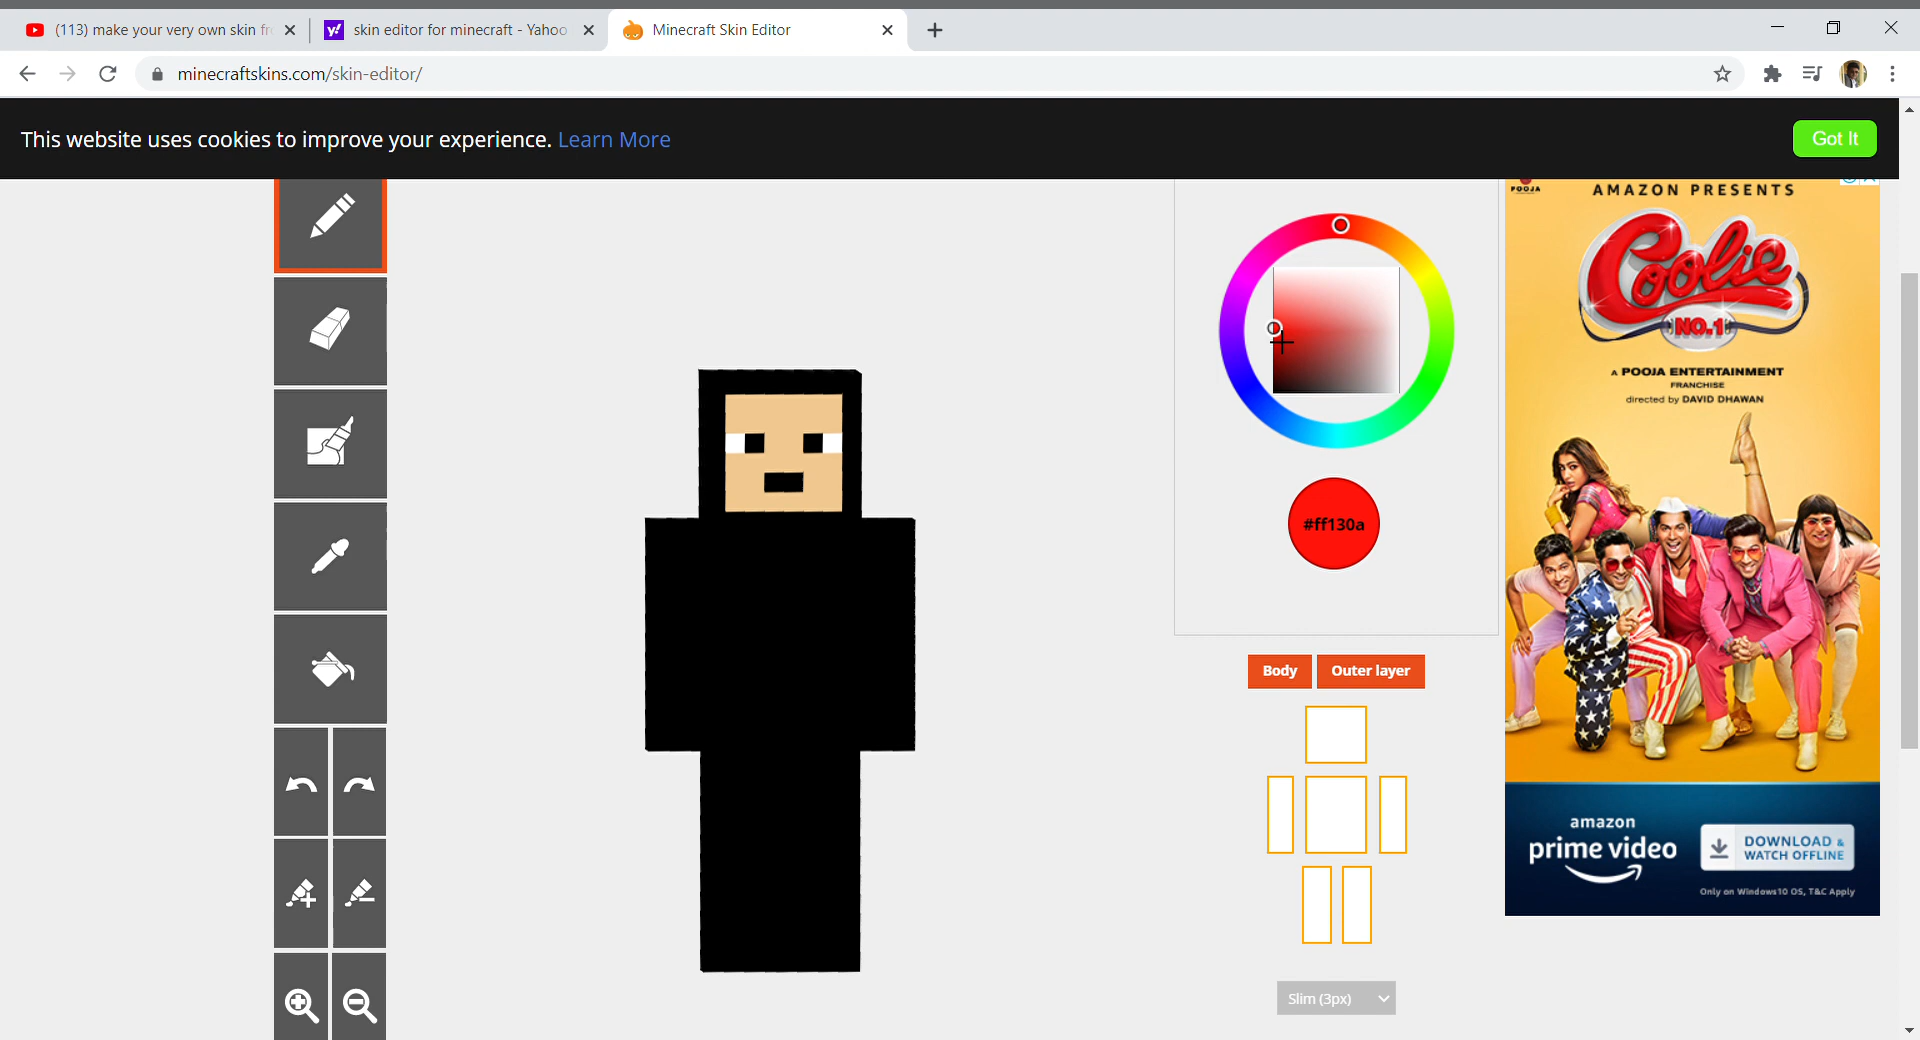 (113) make your very own skin fr
skin editor for minecraft - Yahoo
Minecraft Skin Editor
minecraftskins.com/skin-editor/
This website uses cookies to improve your experience. Learn More
Got It
POOJA
AMAZON PRESENTS
Coolie
NO.1
A POOJA ENTERTAINMENT
FRANCHISE
directed by DAVID DHAWAN
#ff130a
Body
Outer layer
amazon
prime video
DOWNLOAD &
WATCH OFFLINE
Only on Windows10 OS, T&C Apply
Slim (3px)